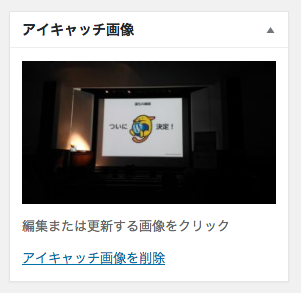 アイキャッチ画像
ついに
決定！
編集または更新する画像をクリック
アイキャッチ画像を削除